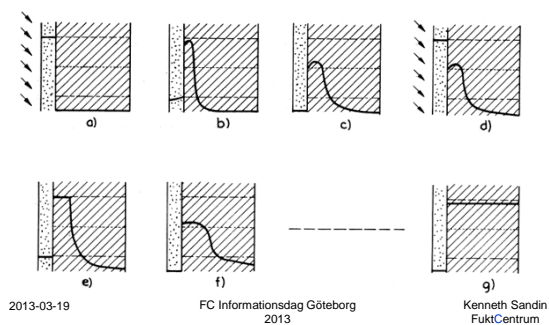 a)
b)
c)
d)
e)
f)
g)
2013-03-19
FC Informationsdag Göteborg
2013
Kenneth Sandin
FuktCentrum